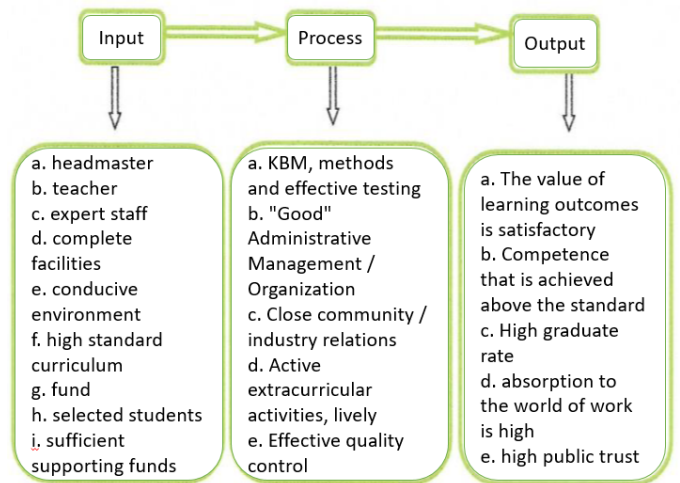 Input
Process
Output
a. headmaster
b. teacher
c. expert staff
d. complete
facilities
e. conducive
environment
f. high standard
curriculum
g. fund
h. selected students
i. sufficient
supporting funds
a. KBM, methods
and effective testing
b. "Good"
Administrative
Management /
Organization
c. Close community /
industry relations
d. Active
extracurricular
activities, lively
e. Effective quality
control
a. The value of
learning outcomes
is satisfactory
b. Competence
that is achieved
above the standard
c. High graduate
rate
d. absorption to
the world of work
is high
e. high public trust